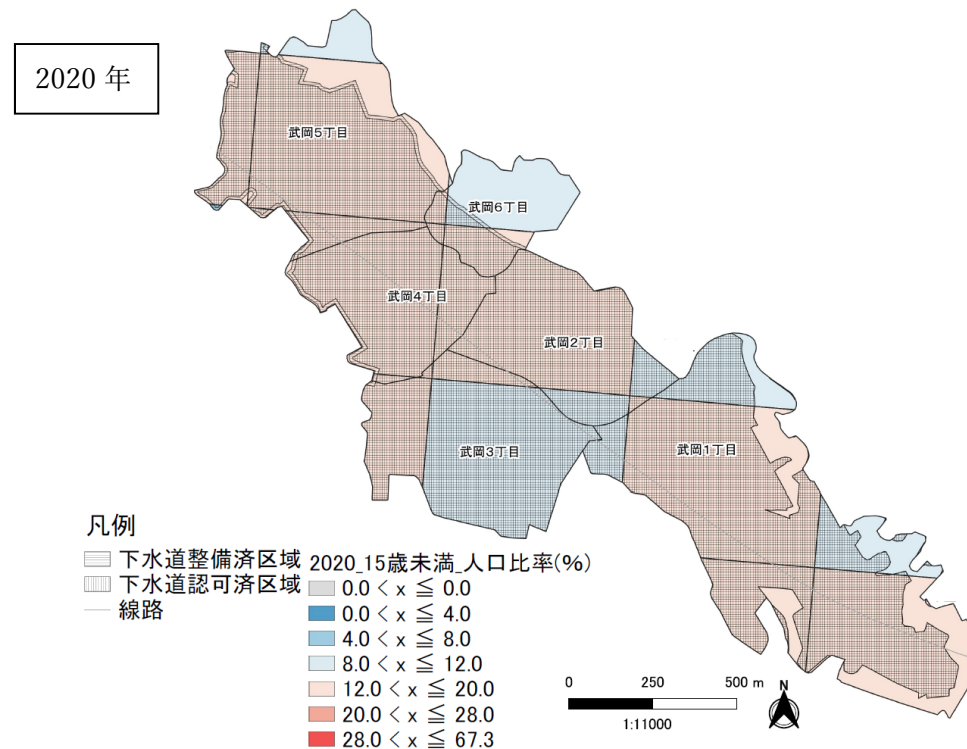 2020 年
武岡5丁目
武岡6丁目
武岡4丁目
武岡2丁目
武岡3丁目
武岡1丁目
凡例
下水道整備済区域
下水道認可済区域
線路
2020_15歳未満_人口比率(%)
0.0 < x ≦ 0.0
0.0 < x ≦ 4.0
4.0 < x ≦ 8.0
8.0 < x ≦ 12.0
12.0 < x ≦ 20.0
20.0 < x ≦ 28.0
28.0 < x ≦ 67.3
0 250 500 m
1:11000
N